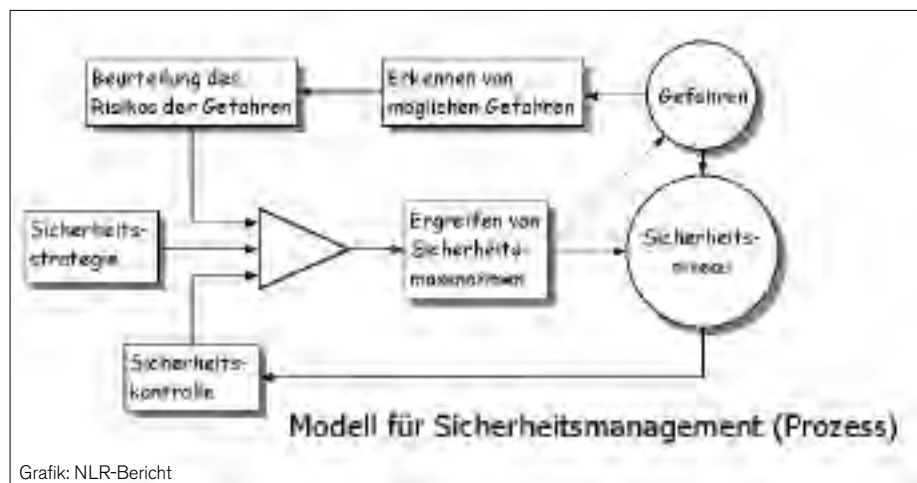 Beurteilung des
Risikos der Gefahren
Erkennen von
möglichen Gefahren
Gefahren
Sicherheits-
strategie
Ergreifen von
Sicherheits-
massnahmen
Sicherheits-
niveau
Sicherheits-
kontrolle
Modell für Sicherheitsmanagement (Prozess)
Grafik: NLR-Bericht